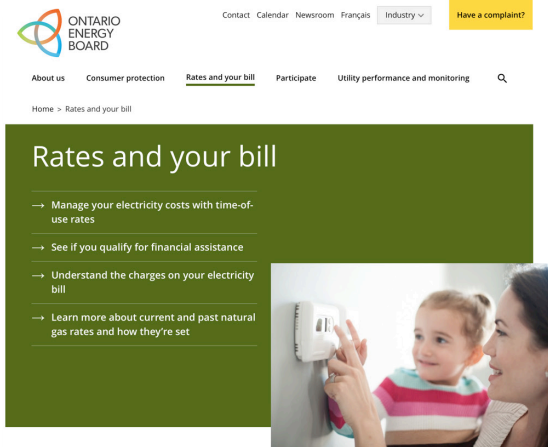 ONTARIO
ENERGY
BOARD
Contact Calendar Newsroom Français Industry
Have a complaint?
About us Consumer protection Rates and your bill Participate Utility performance and monitoring
Home > Rates and your bill
Rates and your bill
→ Manage your electricity costs with time-of-
use rates
→ See if you qualify for financial assistance
→ Understand the charges on your electricity
bill
→ Learn more about current and past natural
gas rates and how they're set